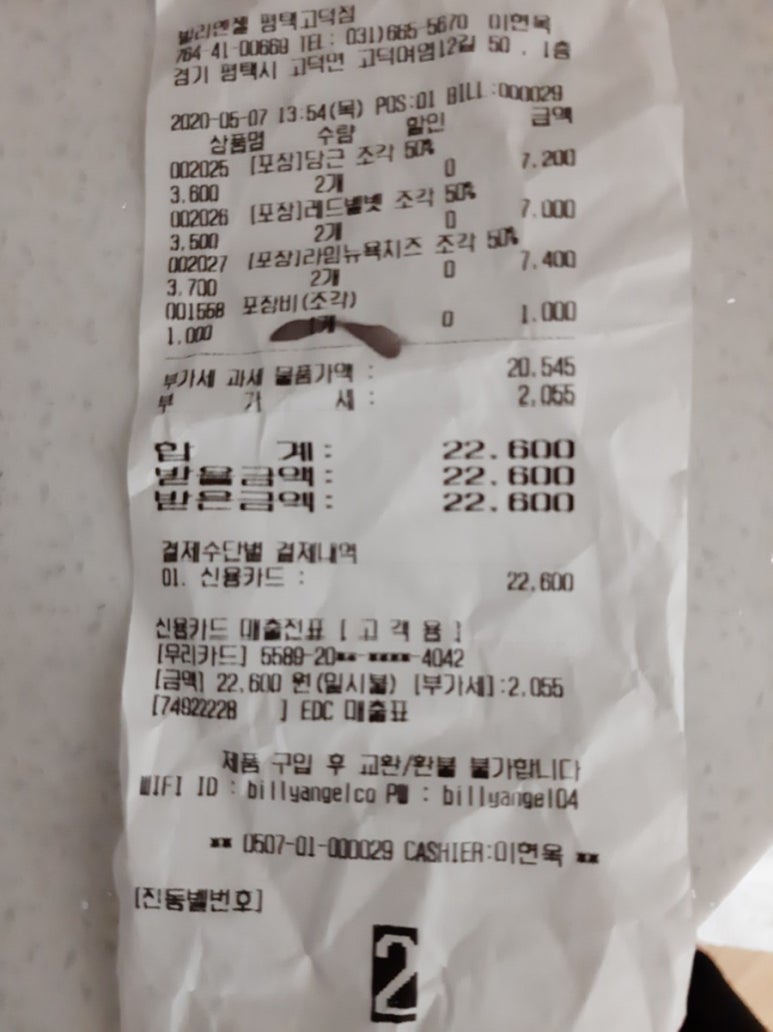 빌리엔젤 평택고덕점
764-41-00669 TEL : 031)665-5670 이현욱
경기 평택시 고덕면 고덕여염12길 50 , 1층
2020-05-07 13:54(목) POS:01 BILL:000029
상품명 수량 할인 금액
002025 [포장]당근 조각 50%
3,600 2개 0 7,200
002026 [포장]레드벨벳 조각 50%
3,500 2개 0 7,000
002027 [포장]라임뉴욕치즈 조각 50%
3,700 2개 0 7,400
001558 포장비(조각)
1,000 1개 0 1,000
부가세 과세 물품가액 : 20,545
부 가 세 : 2,055
합 계 : 22,600
받을금액 : 22,600
받은금액 : 22,600
결제수단별 결제내역
01. 신용카드 : 22,600
신용카드 매출전표 [ 고 객 용 ]
[우리카드] 5589-20**-****-4042
[금액] 22,600 원(일시불) [부가세]:2,055
[74922228 ] EDC 매출표
제품 구입 후 교환/환불 불가합니다
WIFI ID : billyangelco PW : billyangel04
** 0507-01-000029 CASHIER:이현욱 **
[진동벨번호]
2